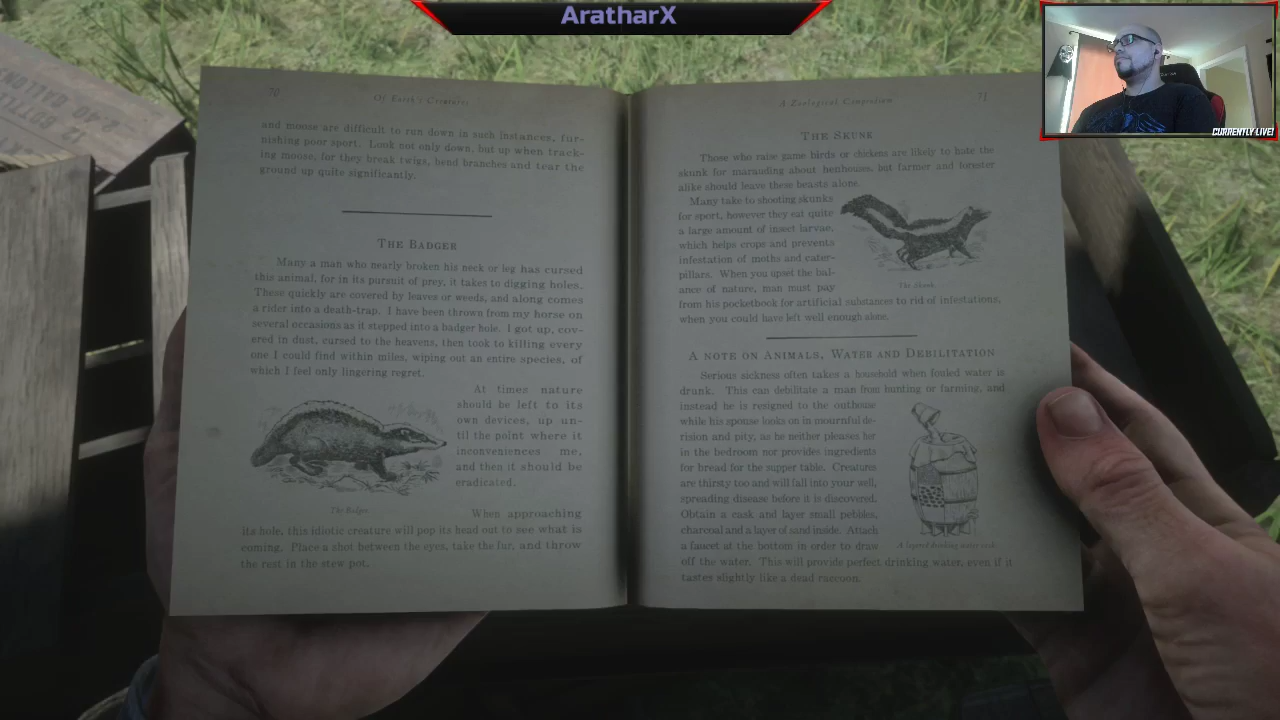 AratharX
CURRENTLY LIVE!
12 BOTTLE
2.40 GALLON
70
Of Earth's Creatures
and moose are difficult to run down in such instances, fur-
nishing poor sport. Look not only down, but up when track-
ing moose, for they break twigs, bend branches and tear the
ground up quite significantly.
The Badger
Many a man who nearly broken his neck or leg has cursed
this animal, for in its pursuit of prey, it takes to digging holes.
These quickly are covered by leaves or weeds, and along comes
a rider into a death-trap. I have been thrown from my horse on
several occasions as it stepped into a badger hole. I got up, cov-
ered in dust, cursed to the heavens, then took to killing every
one I could find within miles, wiping out an entire species, of
which I feel only lingering regret.
At times nature
should be left to its
own devices, up un-
til the point where it
inconveniences me,
and then it should be
eradicated.
The Badger
When approaching
its hole, this idiotic creature will pop its head out to see what is
coming. Place a shot between the eyes, take the fur, and throw
the rest in the stew pot.
A Zoological Compendium
71
The Skunk
Those who raise game birds or chickens are likely to hate the
skunk for marauding about henhouses, but farmer and forester
alike should leave these beasts alone.
Many take to shooting skunks
for sport, however they eat quite
a large amount of insect larvae,
which helps crops and prevents
infestation of moths and cater-
pillars. When you upset the bal-
ance of nature, man must pay
The Skunk
from his pocketbook for artificial substances to rid of infestations,
when you could have left well enough alone.
A note on Animals, Water and Debilitation
Serious sickness often takes a household when fouled water is
drunk. This can debilitate a man from hunting or farming, and
instead he is resigned to the outhouse
while his spouse looks on in mournful de-
rision and pity, as he neither pleases her
in the bedroom nor provides ingredients
for bread for the supper table. Creatures
are thirsty too and will fall into your well,
spreading disease before it is discovered.
Obtain a cask and layer small pebbles,
charcoal and a layer of sand inside. Attach
a faucet at the bottom in order to draw
A layered drinking water cask
off the water. This will provide perfect drinking water, even if it
tastes slightly like a dead raccoon.